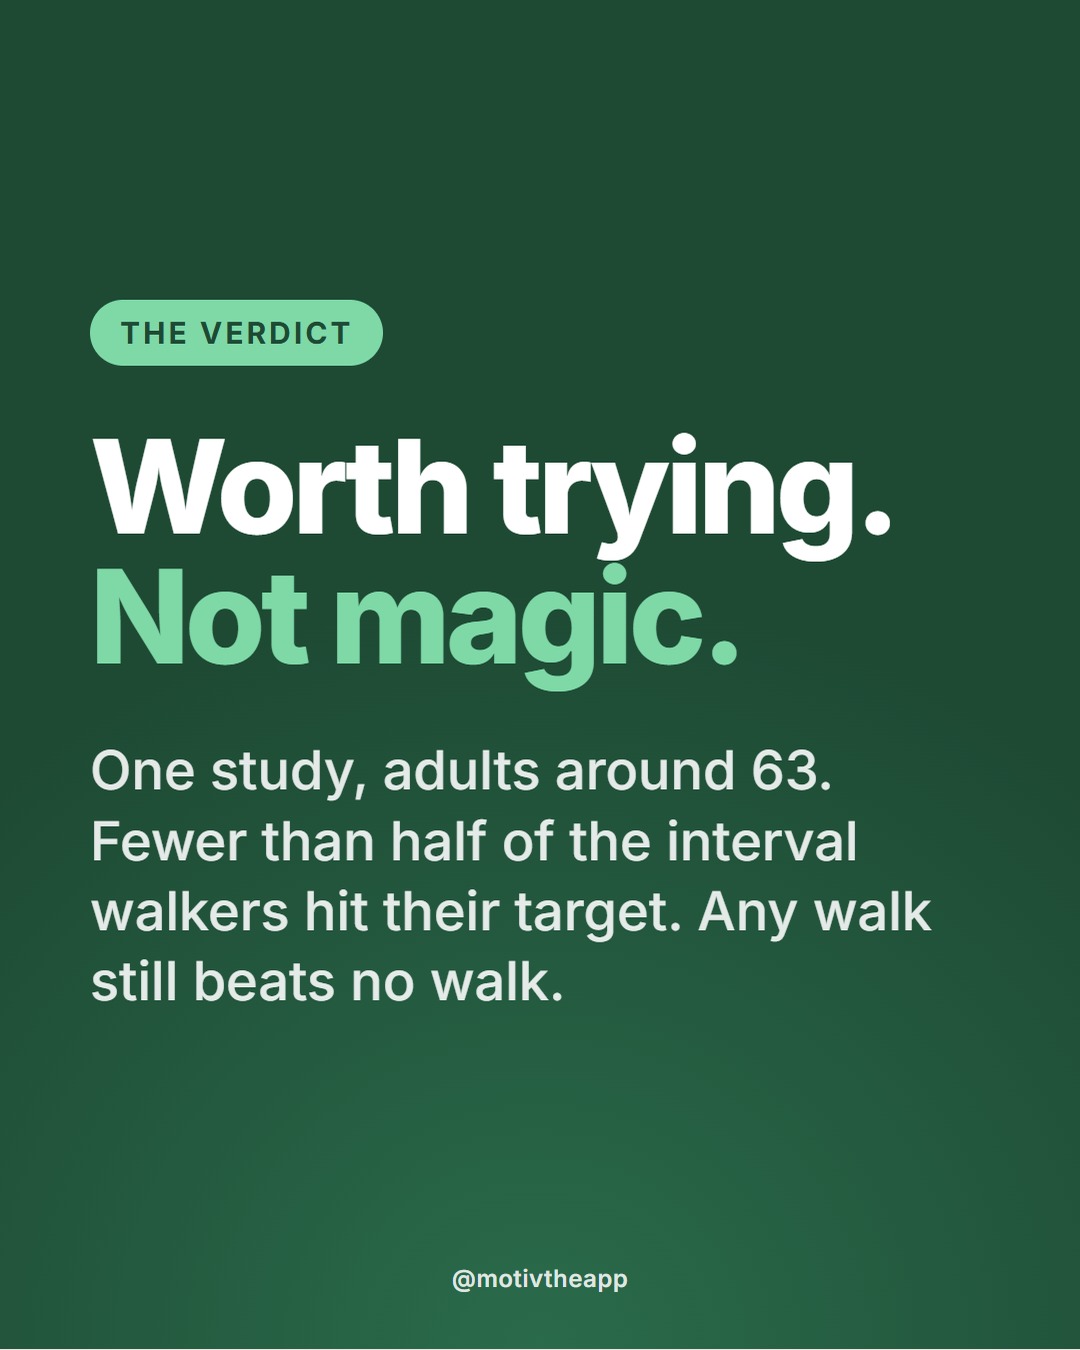 THE VERDICT
Worth trying.
Not magic.
One study, adults around 63.
Fewer than half of the interval
walkers hit their target. Any walk
still beats no walk.
@motivtheapp